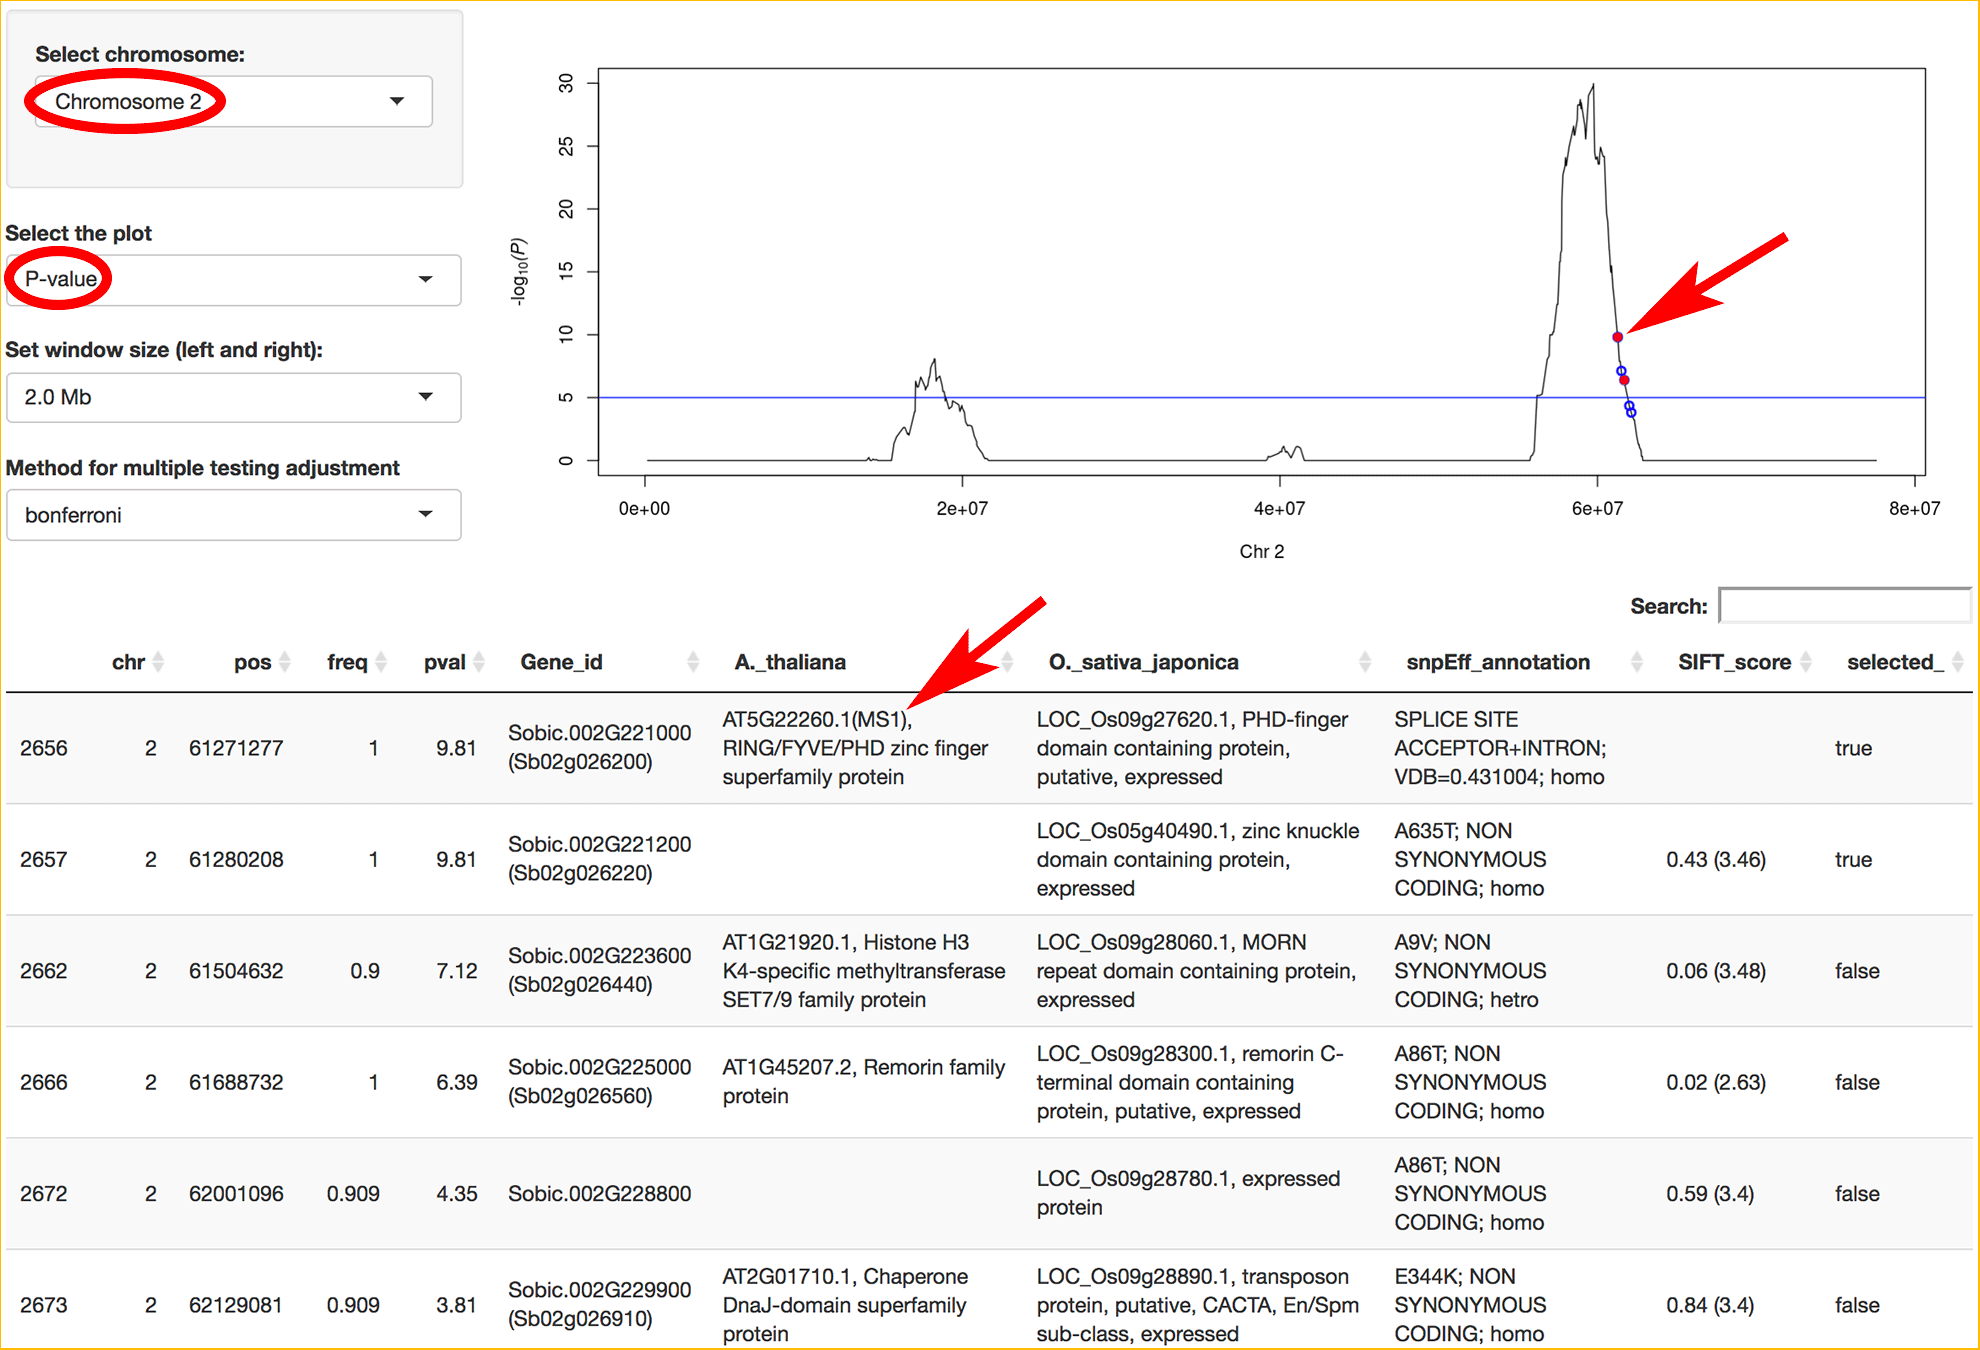 Select chromosome:
Chromosome 2
Select the plot
P-value
Set window size (left and right):
2.0 Mb
Method for multiple testing adjustment
bonferroni
30
25
20
15
10
5
0
-log10(P)
0e+00 2e+07 4e+07 6e+07 8e+07
Chr 2
Search:
chr pos freq pval Gene_id A._thaliana O._sativa_japonica snpEff_annotation SIFT_score selected_
AT5G22260.1(MS1), LOC_Os09g27620.1, PHD-finger SPLICE SITE
Sobic.002G221000
2656 2 61271277 1 9.81 RING/FYVE/PHD zinc finger domain containing protein, ACCEPTOR+INTRON; true
(Sb02g026200)
superfamily protein putative, expressed VDB=0.431004; homo
LOC_Os05g40490.1, zinc knuckle A635T; NON
Sobic.002G221200
2657 2 61280208 1 9.81 domain containing protein, SYNONYMOUS 0.43 (3.46) true
(Sb02g026220)
expressed CODING; homo
AT1G21920.1, Histone H3 LOC_Os09g28060.1, MORN A9V; NON
Sobic.002G223600
2662 2 61504632 0.9 7.12 K4-specific methyltransferase repeat domain containing protein, SYNONYMOUS 0.06 (3.48) false
(Sb02g026440)
SET7/9 family protein expressed CODING; hetro
LOC_Os09g28300.1, remorin C- A86T; NON
Sobic.002G225000 AT1G45207.2, Remorin family
2666 2 61688732 1 6.39 terminal domain containing SYNONYMOUS 0.02 (2.63) false
(Sb02g026560) protein
protein, putative, expressed CODING; homo
A86T; NON
LOC_Os09g28780.1, expressed
2672 2 62001096 0.909 4.35 Sobic.002G228800 SYNONYMOUS 0.59 (3.4) false
protein
CODING; homo
AT2G01710.1, Chaperone LOC_Os09g28890.1, transposon E344K; NON
Sobic.002G229900
2673 2 62129081 0.909 3.81 DnaJ-domain superfamily protein, putative, CACTA, En/Spm SYNONYMOUS 0.84 (3.4) false
(Sb02g026910)
protein sub-class, expressed CODING; homo